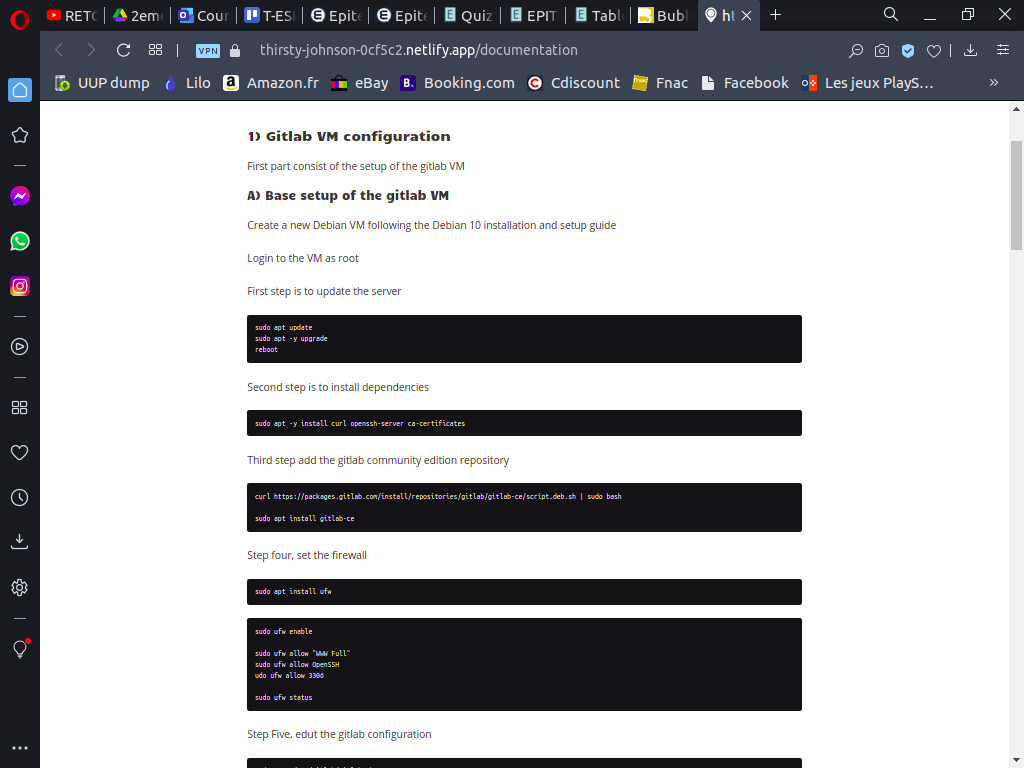 RETO
2em
Cour
T-ESI
Epite
Epite
Quiz
EPIT
Tabl
Bubl
VPN
thirsty-johnson-0cf5c2.netlify.app/documentation
UUP dump
Lilo
Amazon.fr
eBay
Booking.com
Cdiscount
Fnac
Facebook
Les jeux PlayS...
1) Gitlab VM configuration
First part consist of the setup of the gitlab VM
A) Base setup of the gitlab VM
Create a new Debian VM following the Debian 10 installation and setup guide
Login to the VM as root
First step is to update the server
sudo apt update
sudo apt -y upgrade
reboot
Second step is to install dependencies
sudo apt -y install curl openssh-server ca-certificates
Third step add the gitlab community edition repository
curl https://packages.gitlab.com/install/repositories/gitlab/gitlab-ce/script.deb.sh | sudo bash
sudo apt install gitlab-ce
Step four, set the firewall
sudo apt install ufw
sudo ufw enable
sudo ufw allow "WWW Full"
sudo ufw allow OpenSSH
udo ufw allow 3306
sudo ufw status
Step Five, edut the gitlab configuration